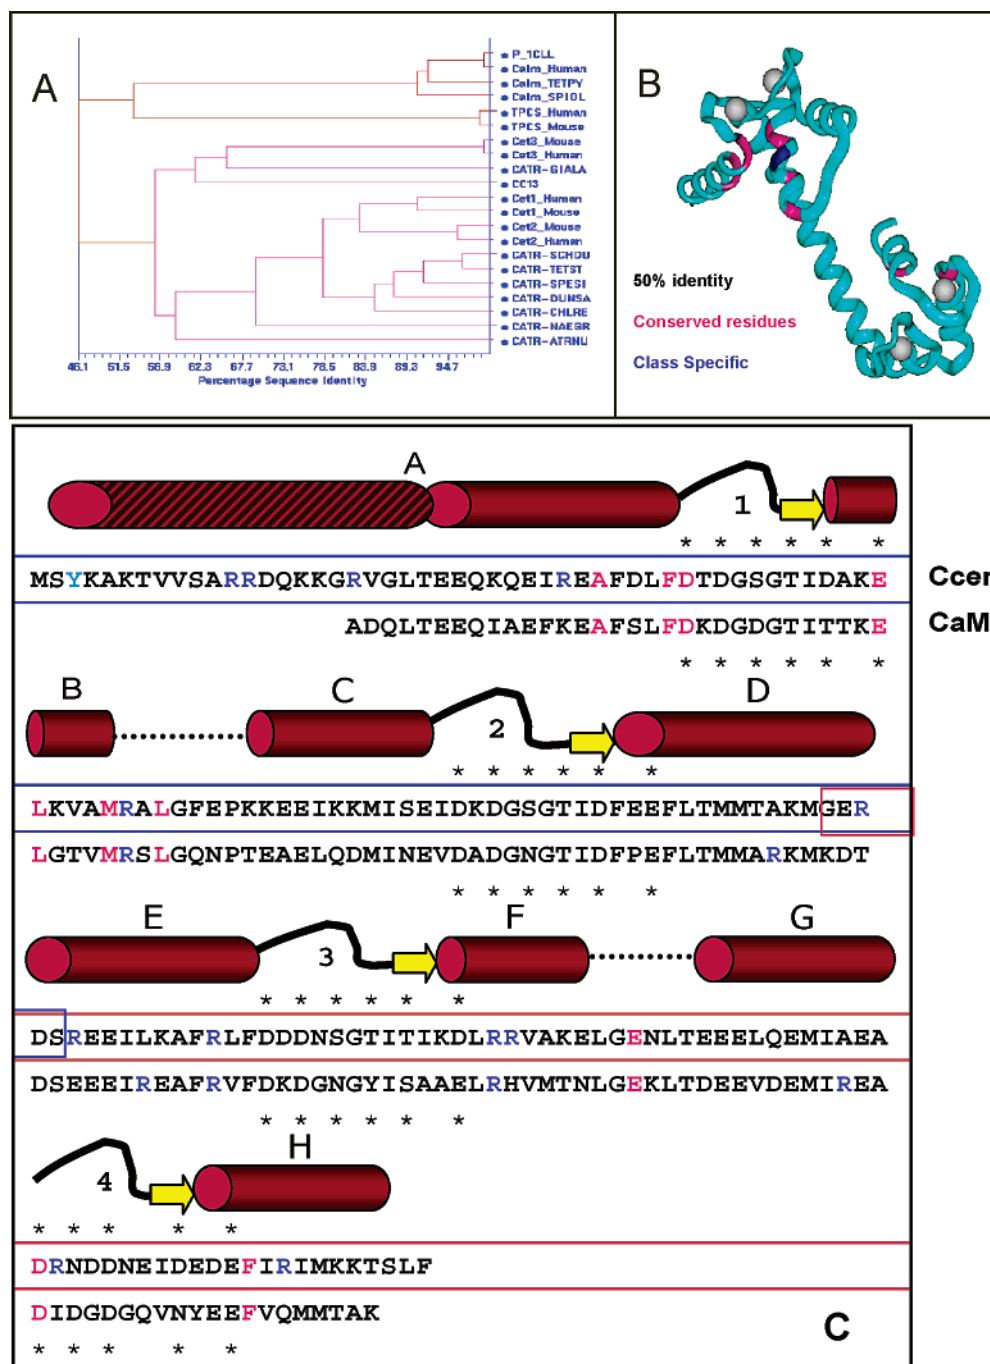 A
P_1CLL
Calm_Human
Calm_TETPY
Calm_SPIOL
TPCS_Human
TPCS_Mouse
Cet3_Mouse
Cet3_Human
CATR-GIALA
CC13
Cet1_Human
Cet1_Mouse
Cet2_Mouse
Cet2_Human
CATR-SCHDU
CATR-TETST
CATR-SPESI
CATR-DUNSA
CATR-CHLRE
CATR-NAEGR
CATR-ATRNU
46.1 51.5 56.9 62.3 67.7 73.1 78.5 83.9 89.3 94.7
Percentage Sequence Identity
B
50% identity
Conserved residues
Class Specific
A
1
* * * * * *
MSYKAKTVVSARRDQKKGRVGLTEEQKQEIREAFDLFDTDGSGTIDAKE
Ccen
ADQLTEEQIAEFKEAFSLFDKDGDGTITTKE
CaM
* * * * * *
B C D
2
* * * * * *
LKVAMRALGFEPKKEEIKKMISEIDKDGSGTIDFEEFLTMMTAKMGER
LGTVMRSLGQNPTEAELQDMINEVDADGNGTIDFPEFLTMMARKMKDT
* * * * * *
E F G
3
* * * * * *
DSREEILKAFRLFDDDNSGTITIKDLRRVAKELGENLTEEELQEMIAEA
DSEEEIREAFRVFDKDGNGYISAAELRHVMTNLGEKLTDEEVDEMIREA
* * * * * *
H
4
* * * * *
DRNDDNEIDEDEFIRIMKKTSLF
DIDGDGQVNYEEFVQMMTAK
* * * * *
C